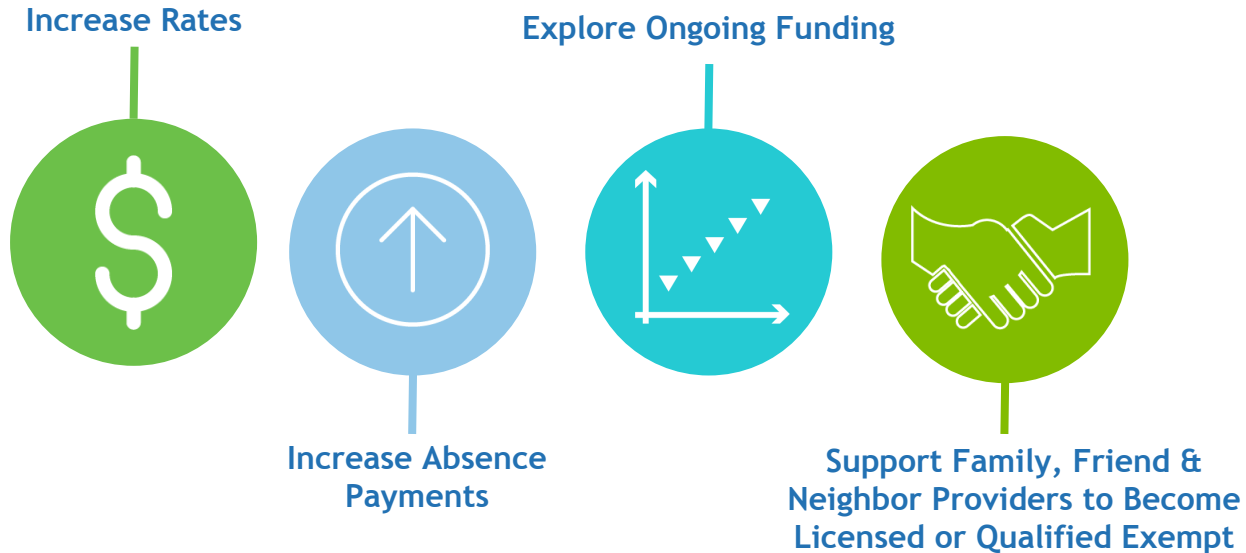 Increase Rates
Explore Ongoing Funding
Increase Absence
Payments
Support Family, Friend &
Neighbor Providers to Become
Licensed or Qualified Exempt